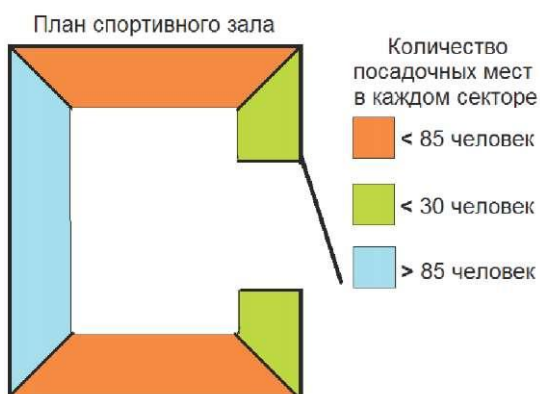 План спортивного зала
Количество
посадочных мест
в каждом секторе
< 85 человек
< 30 человек
> 85 человек